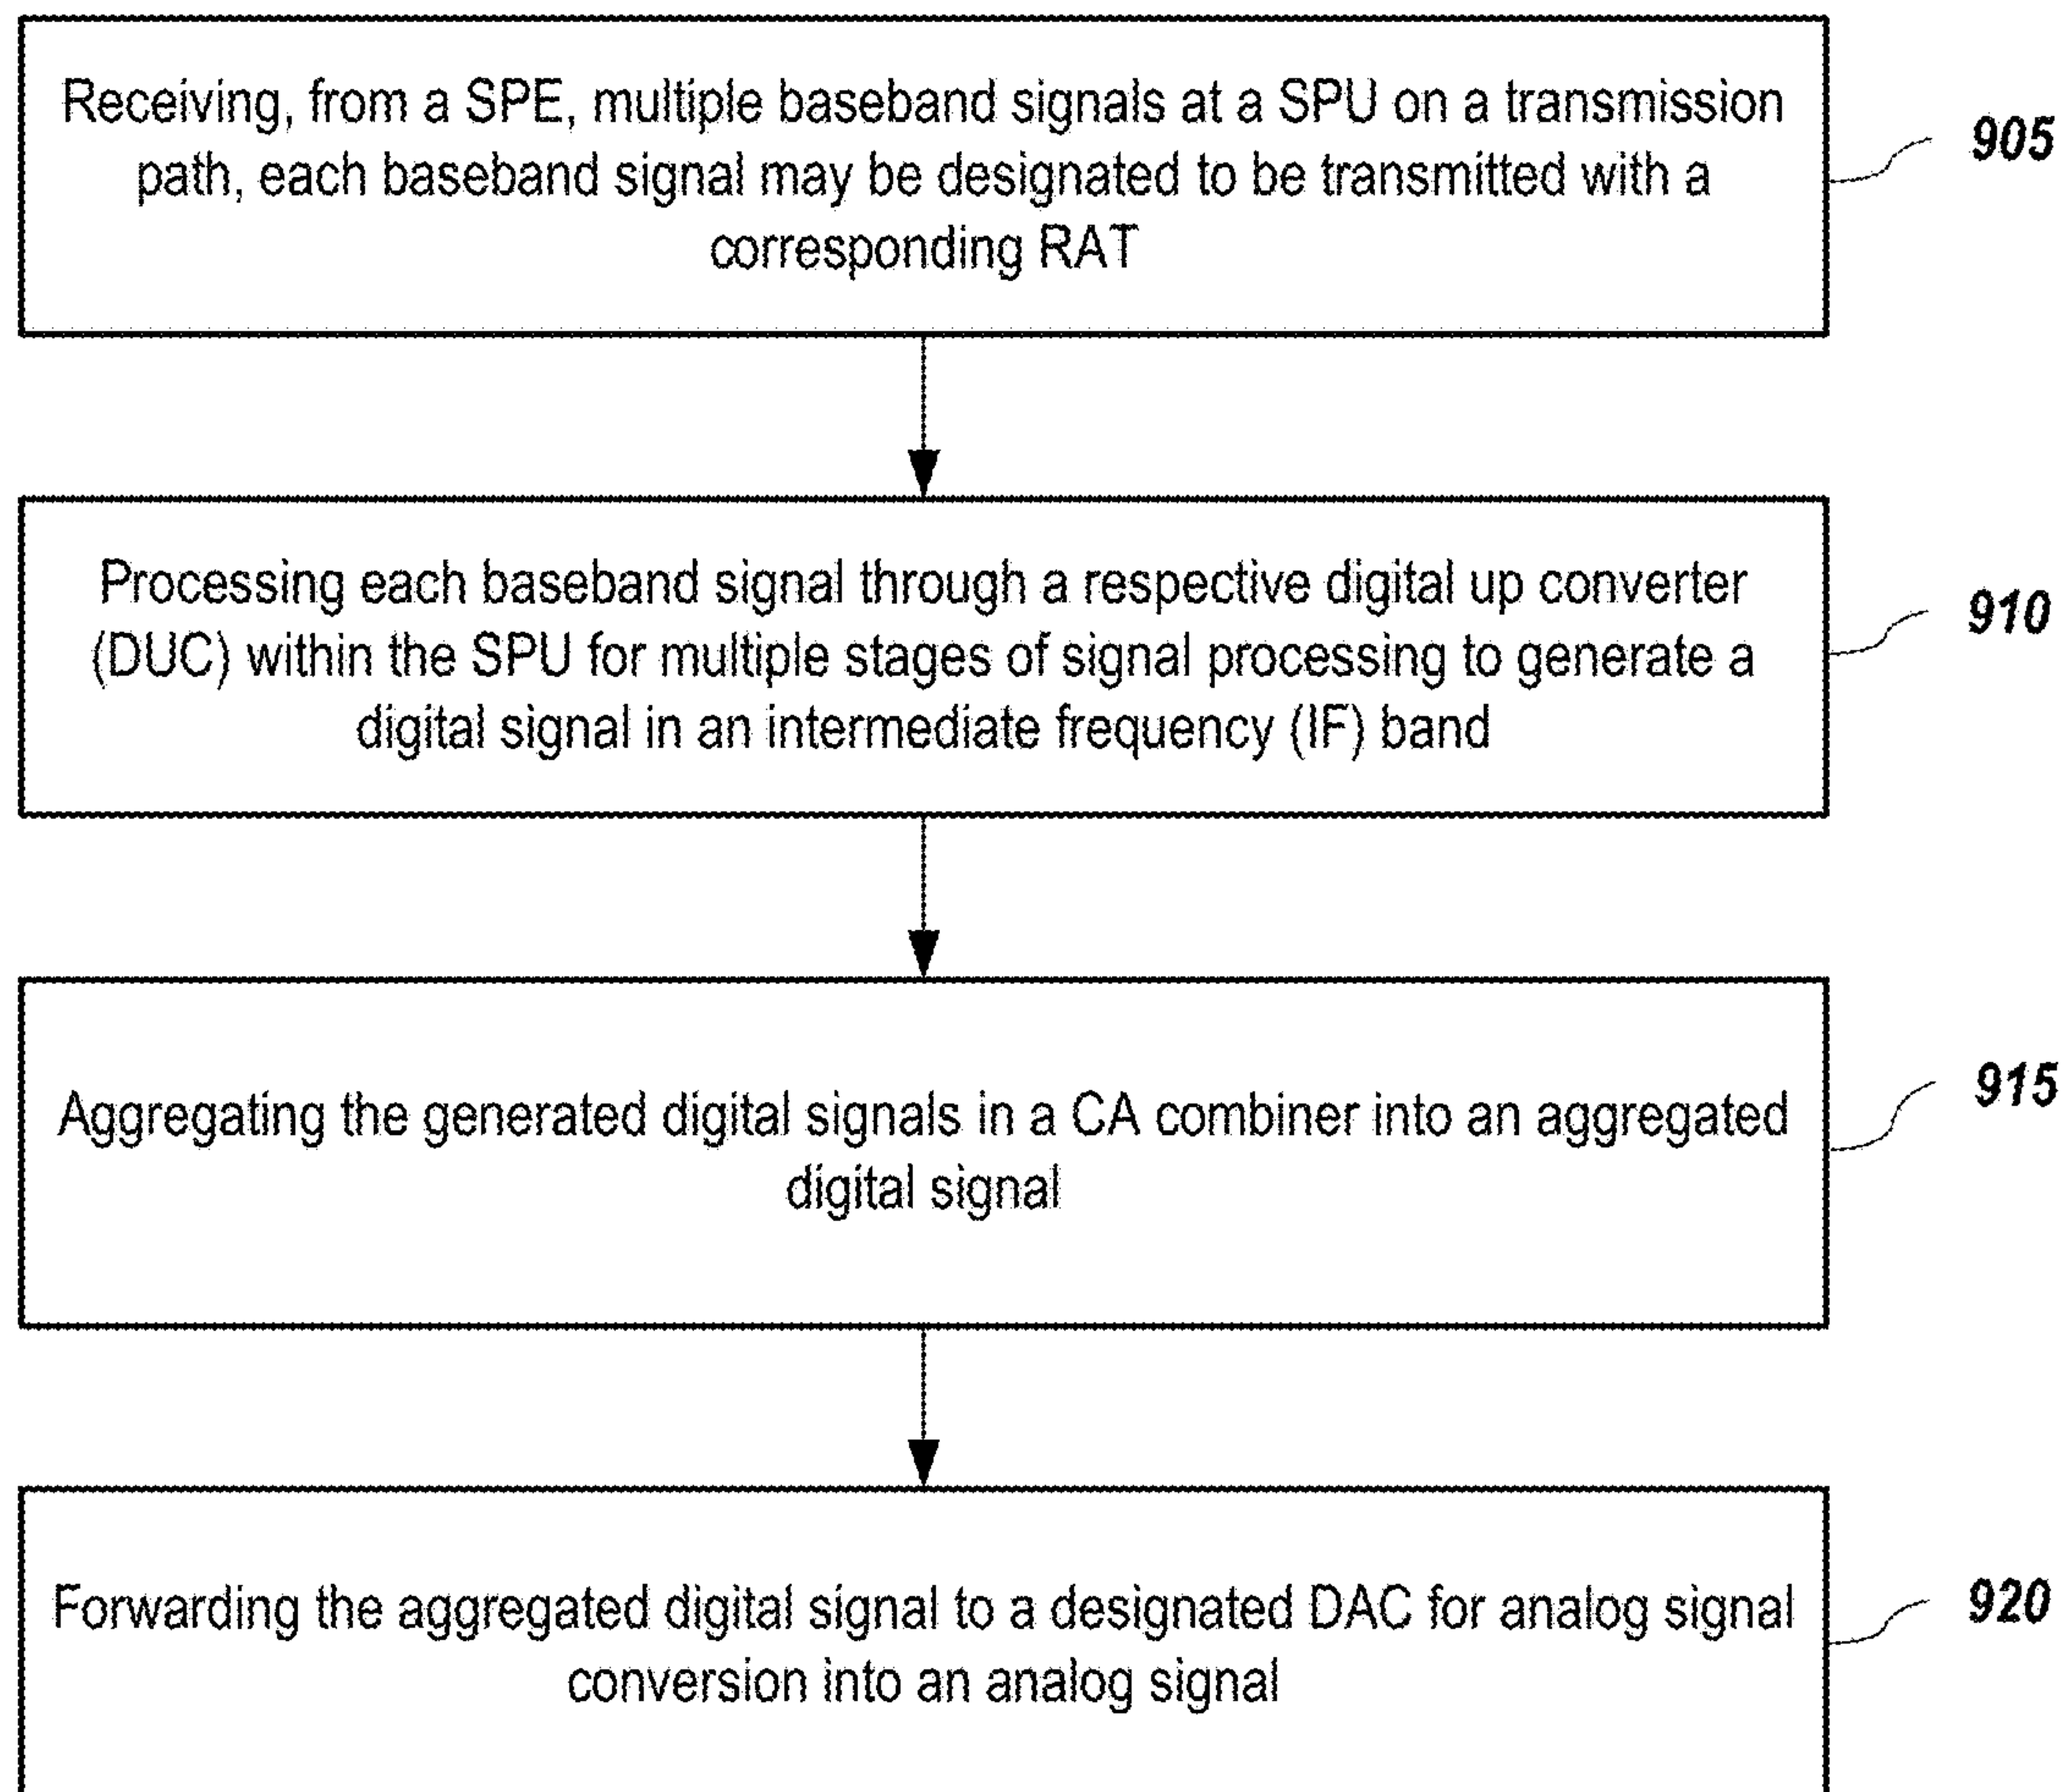 Receiving, from a SPE, multiple baseband signals at a SPU on a transmission
path, each baseband signal may be designated to be transmitted with a
corresponding RAT
905
Processing each baseband signal through a respective digital up converter
(DUC) within the SPU for multiple stages of signal processing to generate a
digital signal in an intermediate frequency (IF) band
910
Aggregating the generated digital signals in a CA combiner into an aggregated
digital signal
915
Forwarding the aggregated digital signal to a designated DAC for analog signal
conversion into an analog signal
920